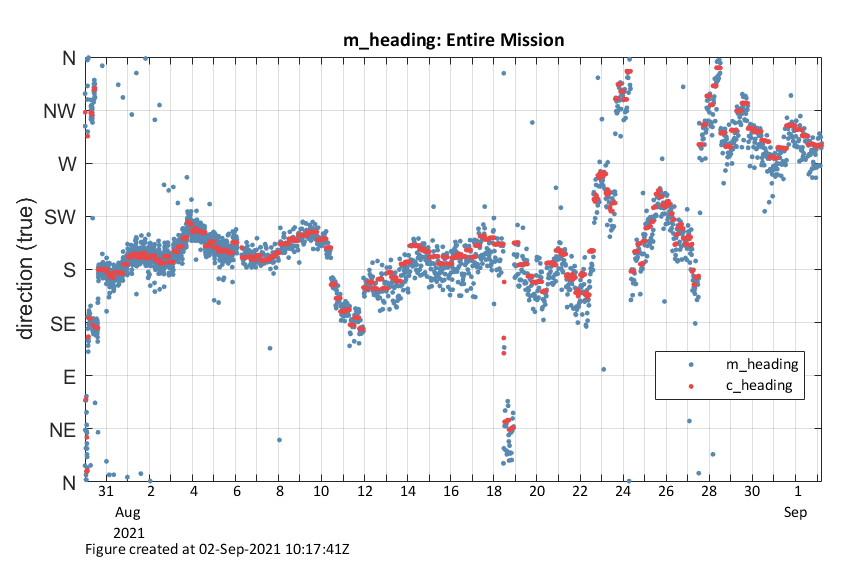 m_heading: Entire Mission
N
NW
W
SW
S
SE
E
NE
N
direction (true)
m_heading
c_heading
31 2 4 6 8 10 12 14 16 18 20 22 24 26 28 30 1
Aug Sep
2021
Figure created at 02-Sep-2021 10:17:41Z